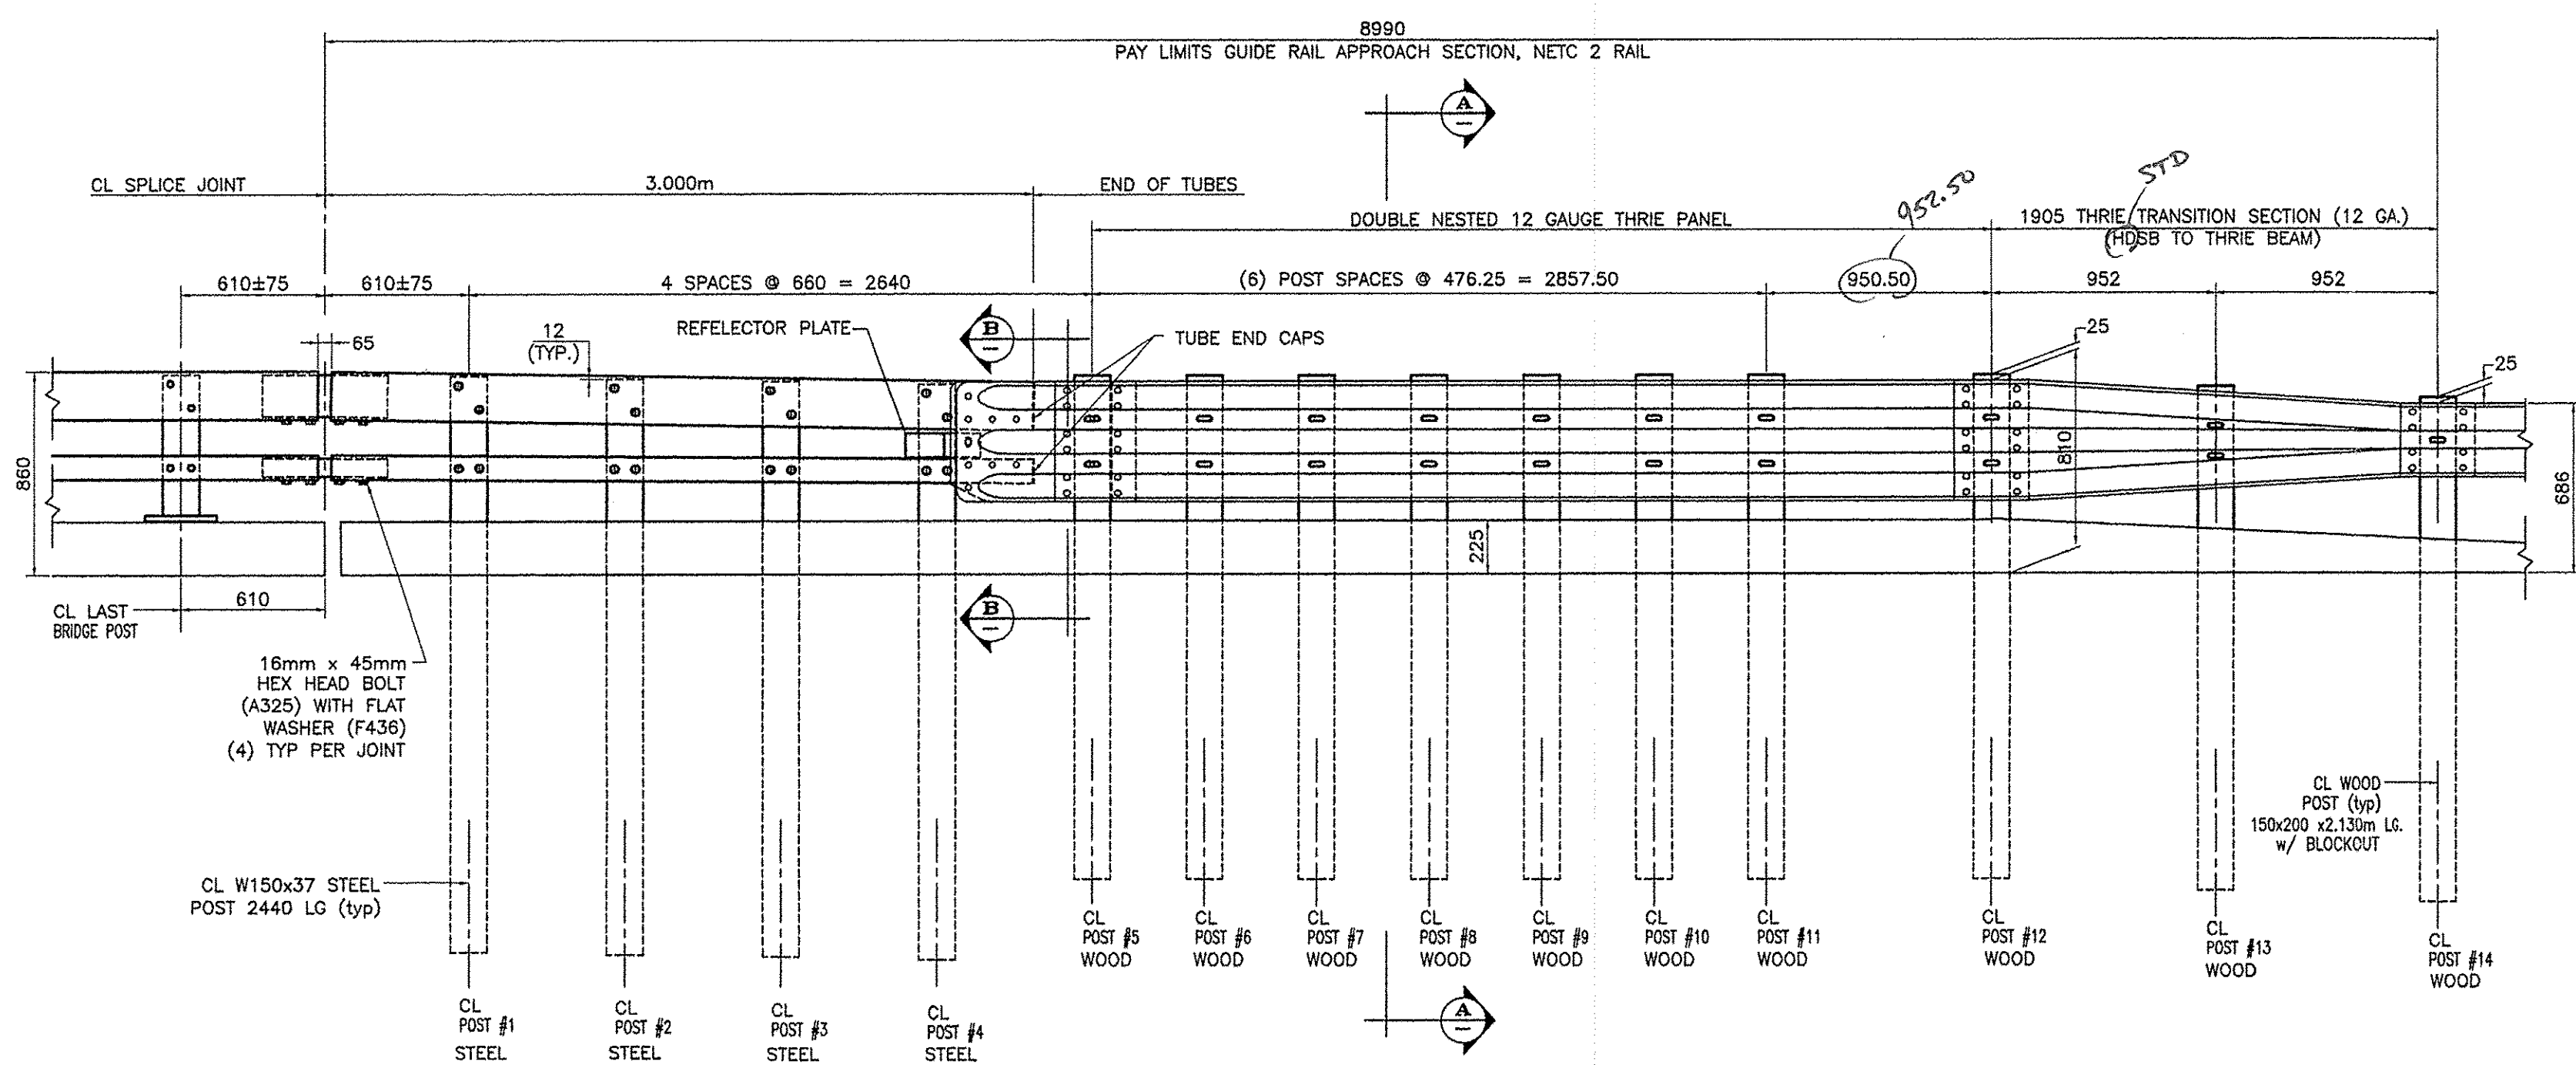 8990
PAY LIMITS GUIDE RAIL APPROACH SECTION, NETC 2 RAIL
A
CL SPLICE JOINT
3.000m
END OF TUBES
952.50
STD
DOUBLE NESTED 12 GAUGE THRIE PANEL
1905 THRIE TRANSITION SECTION (12 GA.)
(HDSB TO THRIE BEAM)
610±75
610±75
4 SPACES @ 660 = 2640
(6) POST SPACES @ 476.25 = 2857.50
950.50
952
952
65
12
(TYP.)
REFELECTOR PLATE
B
TUBE END CAPS
25
25
860
225
810
686
CL LAST
BRIDGE POST
610
B
16mm x 45mm
HEX HEAD BOLT
(A325) WITH FLAT
WASHER (F436)
(4) TYP PER JOINT
CL WOOD
POST (typ)
150x200 x2.130m LG.
w/ BLOCKOUT
CL W150x37 STEEL
POST 2440 LG (typ)
CL
POST #1
STEEL
CL
POST #2
STEEL
CL
POST #3
STEEL
CL
POST #4
STEEL
CL
POST #5
WOOD
CL
POST #6
WOOD
CL
POST #7
WOOD
CL
POST #8
WOOD
CL
POST #9
WOOD
CL
POST #10
WOOD
CL
POST #11
WOOD
CL
POST #12
WOOD
CL
POST #13
WOOD
CL
POST #14
WOOD
A